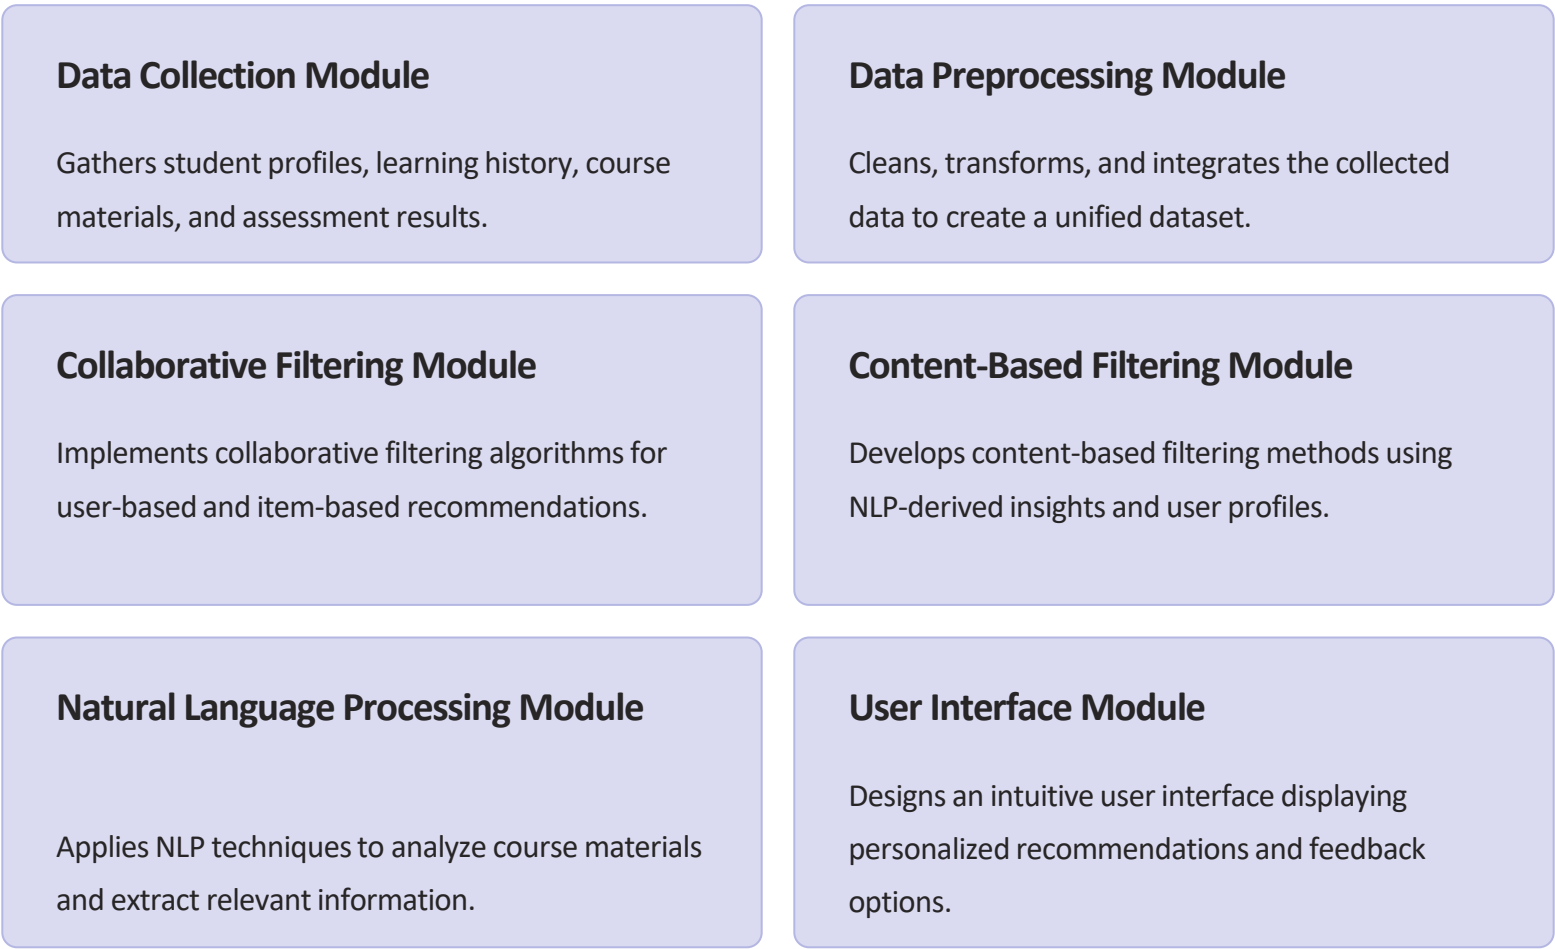 Data Collection Module
Gathers student profiles, learning history, course
materials, and assessment results.
Data Preprocessing Module
Cleans, transforms, and integrates the collected
data to create a unified dataset.
Collaborative Filtering Module
Implements collaborative filtering algorithms for
user-based and item-based recommendations.
Content-Based Filtering Module
Develops content-based filtering methods using
NLP-derived insights and user profiles.
Natural Language Processing Module
Applies NLP techniques to analyze course materials
and extract relevant information.
User Interface Module
Designs an intuitive user interface displaying
personalized recommendations and feedback
options.